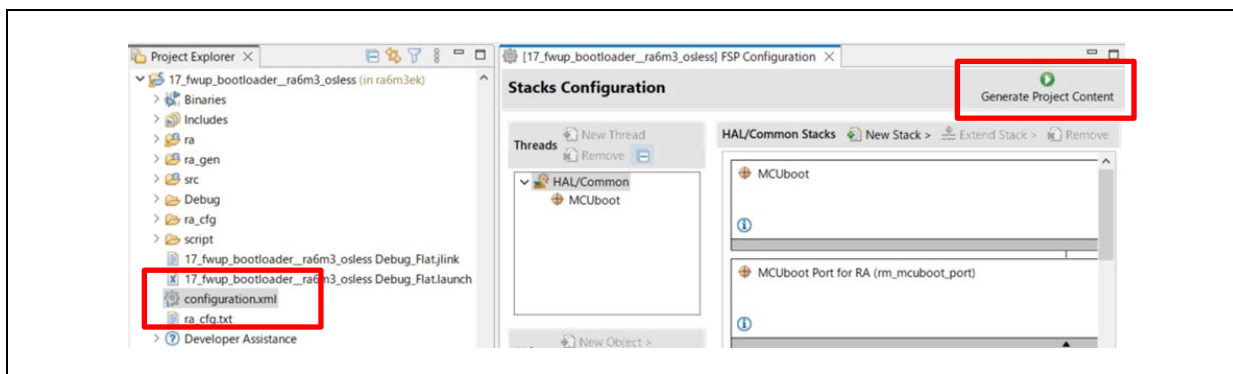 Project Explorer
17_fwup_bootloader__ra6m3_osless (in ra6m3ek)
Binaries
Includes
ra
ra_gen
src
Debug
ra_cfg
script
17_fwup_bootloader__ra6m3_osless Debug_Flat.jlink
17_fwup_bootloader__ra6m3_osless Debug_Flat.launch
configuration.xml
ra_cfg.txt
Developer Assistance
[17_fwup_bootloader__ra6m3_osless] FSP Configuration
Stacks Configuration
Generate Project Content
Threads
New Thread
Remove
HAL/Common
MCUboot
New Object >
HAL/Common Stacks New Stack > Extend Stack > Remove
MCUboot
MCUboot Port for RA (rm_mcuboot_port)